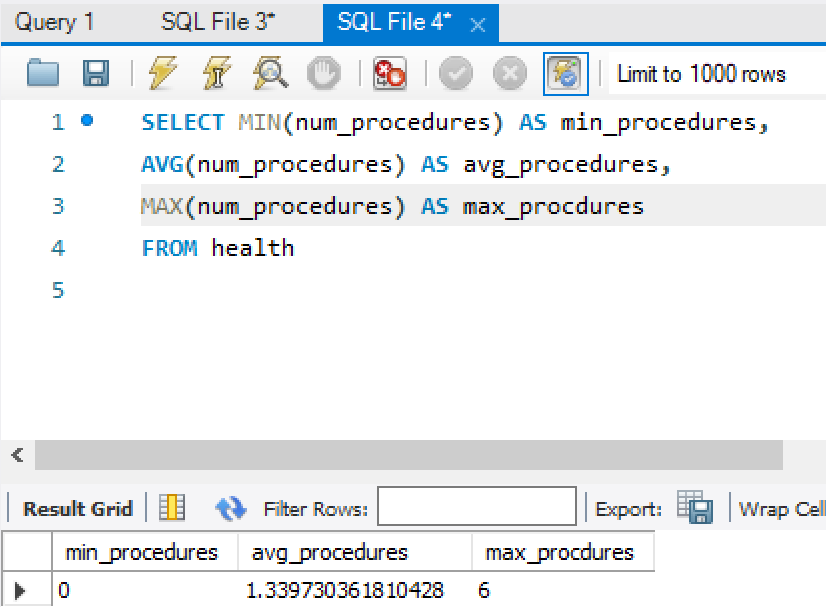 Query 1 SQL File 3* SQL File 4* ×
Limit to 1000 rows
1 SELECT MIN(num_procedures) AS min_procedures,
2 AVG(num_procedures) AS avg_procedures,
3 MAX(num_procedures) AS max_procdures
4 FROM health
5
Result Grid Filter Rows: Export: Wrap Cell
min_procedures avg_procedures max_procdures
0 1.339730361810428 6